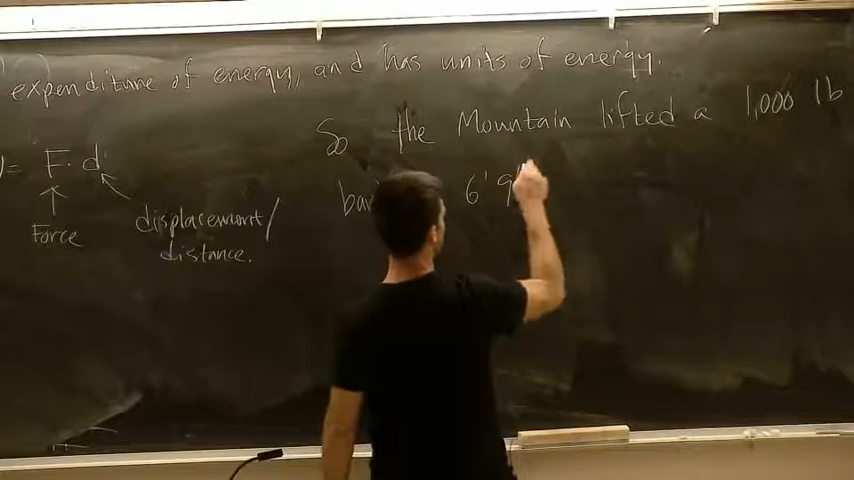 expenditure of energy, and has units of energy.
So the Mountain lifted a 1,000 lb
= F · d
6' 9"
Force
displacement/
distance.